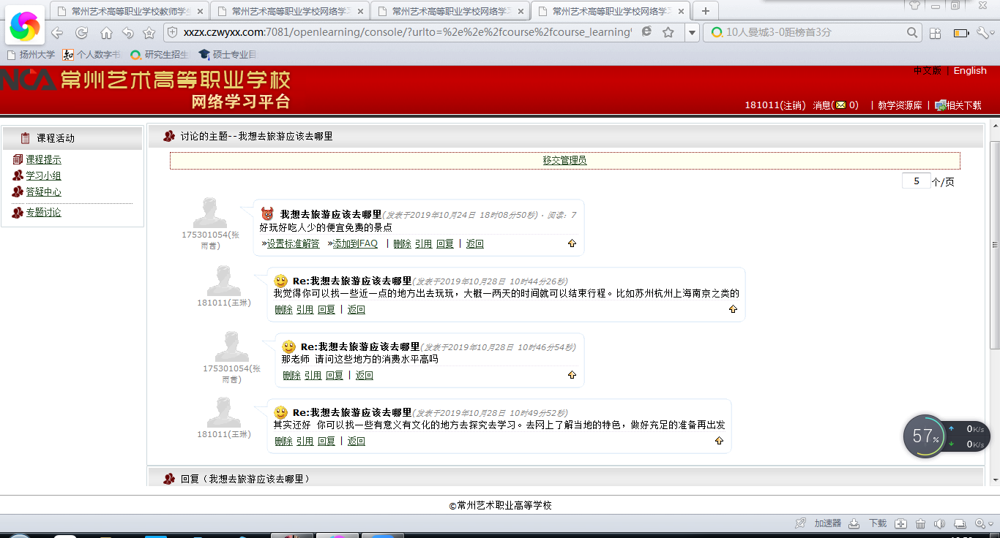 常州艺术高等职业学校教师学生
常州艺术高等职业学校网络学习
常州艺术高等职业学校网络学习
常州艺术高等职业学校网络学习
xxzx.czwyxx.com:7081/openlearning/console/?urlto=%2e%2e%2fcourse%2fcourse_learning%
10人曼城3-0距榜首3分
扬州大学 个人数字书 研究生招生 硕士专业目
NCA 常州艺术高等职业学校
网络学习平台
中文版 | English
181011(注销) 消息( 0) | 教学资源库 | 相关下载
课程活动
课程提示
学习小组
答疑中心
专题讨论
讨论的主题--我想去旅游应该去哪里
移交管理员
5 个/页
175301054(张雨茜)
我想去旅游应该去哪里(发表于2019年10月24日 18时08分50秒)·阅读:7
好玩好吃人少的便宜免费的景点
»设置标准解答 »添加到FAQ | 删除 引用 回复 | 返回
181011(王琳)
Re:我想去旅游应该去哪里(发表于2019年10月28日 10时44分26秒)
我觉得你可以找一些近一点的地方出去玩玩，大概一两天的时间就可以结束行程。比如苏州杭州上海南京之类的
删除 引用 回复 | 返回
175301054(张雨茜)
Re:我想去旅游应该去哪里(发表于2019年10月28日 10时46分54秒)
那老师 请问这些地方的消费水平高吗
删除 引用 回复 | 返回
181011(王琳)
Re:我想去旅游应该去哪里(发表于2019年10月28日 10时49分52秒)
其实还好 你可以找一些有意义有文化的地方去探究去学习。去网上了解当地的特色，做好充足的准备再出发
删除 引用 回复 | 返回
57% 0K/s
0K/s
回复（我想去旅游应该去哪里）
©常州艺术职业高等学校
加速器 下载